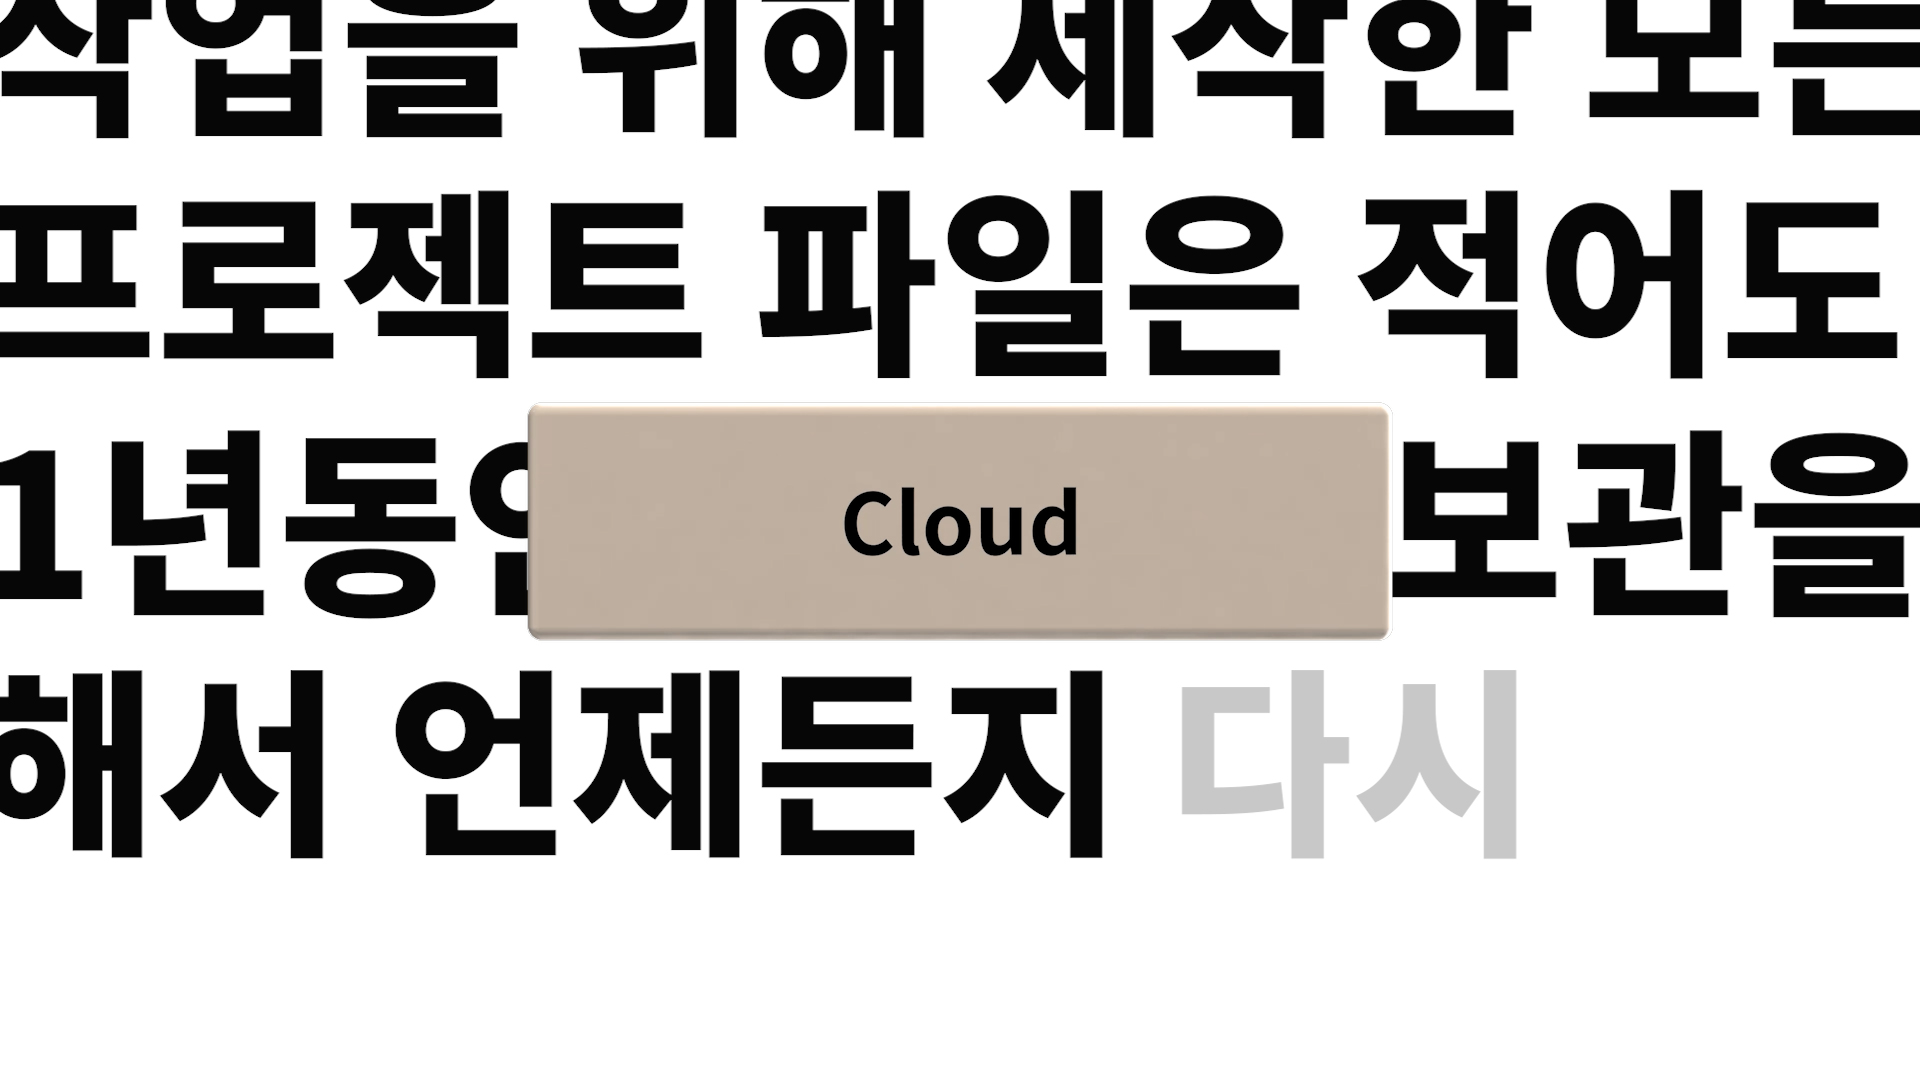 작업을 위해 제작한 모든
프로젝트 파일은 적어도
1년동안 보관을
Cloud
해서 언제든지 다시